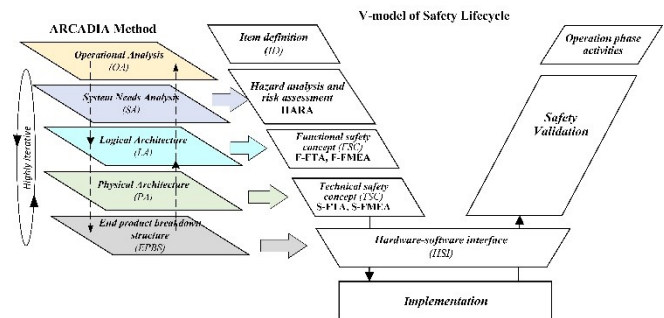 V-model of Safety Lifecycle
ARCADIA Method
Operational Analysis
(OA)
System Needs Analysis
(SA)
Logical Architecture
(LA)
Physical Architecture
(PA)
End product breakdown
structure
(EPBS)
Highly iterative
Item definition
(ID)
Hazard analysis and
risk assessment
HARA
Functional safety
concept (FSC)
F-FTA, F-FMEA
Technical safety
concept (TSC)
S-FTA, S-FMEA
Hardware-software interface
(HSI)
Implementation
Safety
Validation
Operation phase
activities